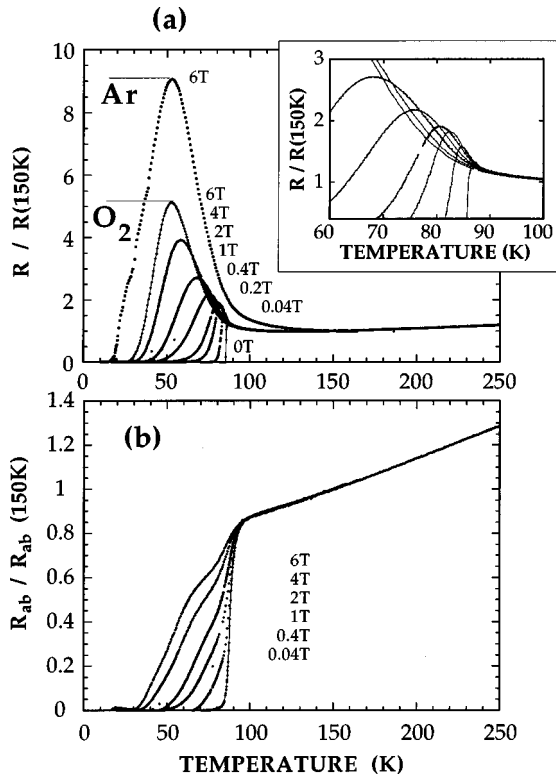 (a)
10
8
6
4
2
0
R / R(150K)
Ar
6T
O2
6T
4T
2T
1T
0.4T
0.2T
0.04T
0T
3
2
1
R / R(150K)
60 70 80 90 100
TEMPERATURE (K)
0 50 100 150 200 250
(b)
1.4
1.2
1
0.8
0.6
0.4
0.2
0
Rab / Rab (150K)
6T
4T
2T
1T
0.4T
0.04T
0 50 100 150 200 250
TEMPERATURE (K)